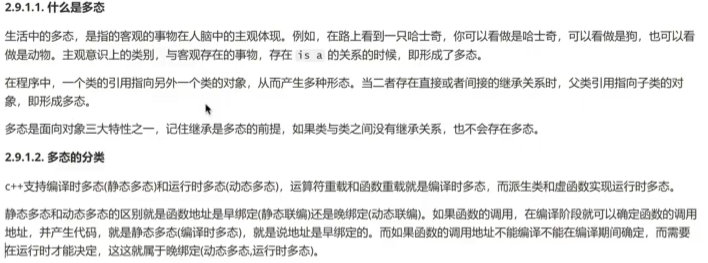 2.9.1.1. 什么是多态
生活中的多态，是指的客观的事物在人脑中的主观体现。例如，在路上看到一只哈士奇，你可以看做是哈士奇，可以看做是狗，也可以看
做是动物。主观意识上的类别，与客观存在的事物，存在 is a 的关系的时候，即形成了多态。
在程序中，一个类的引用指向另外一个类的对象，从而产生多种形态。当二者存在直接或者间接的继承关系时，父类引用指向子类的对
象，即形成多态。
多态是面向对象三大特性之一，记住继承是多态的前提，如果类与类之间没有继承关系，也不会存在多态。
2.9.1.2. 多态的分类
c++支持编译时多态(静态多态)和运行时多态(动态多态)，运算符重载和函数重载就是编译时多态，而派生类和虚函数实现运行时多态。
静态多态和动态多态的区别就是函数地址是早绑定(静态联编)还是晚绑定(动态联编)。如果函数的调用，在编译阶段就可以确定函数的调用
地址，并产生代码，就是静态多态(编译时多态)，就是说地址是早绑定的。而如果函数的调用地址不能编译不能在编译期间确定，而需要
在运行时才能决定，这这就属于晚绑定(动态多态,运行时多态)。